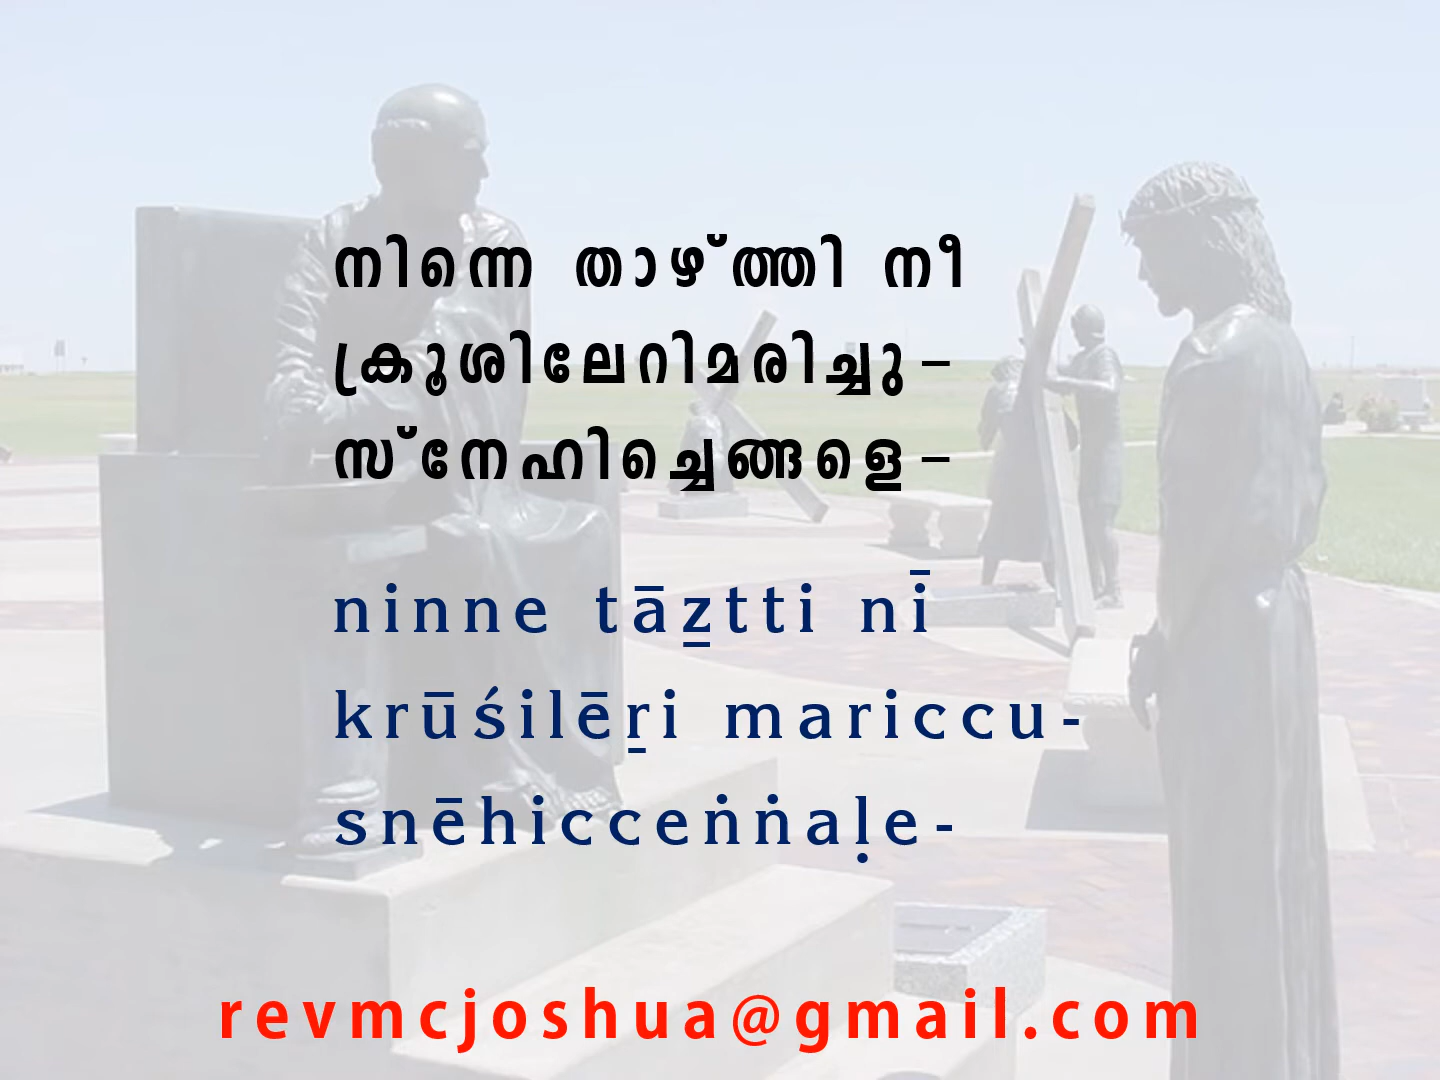 നിന്നെ താഴ്ത്തി നീ
ക്രൂശിലേറിമരിച്ചു-
സ്നേഹിച്ചെങ്ങളെ-
ninne tāẕtti nī
krūśilēṟi mariccu-
snēhicceṅṅaḷe-
revmcjoshua@gmail.com